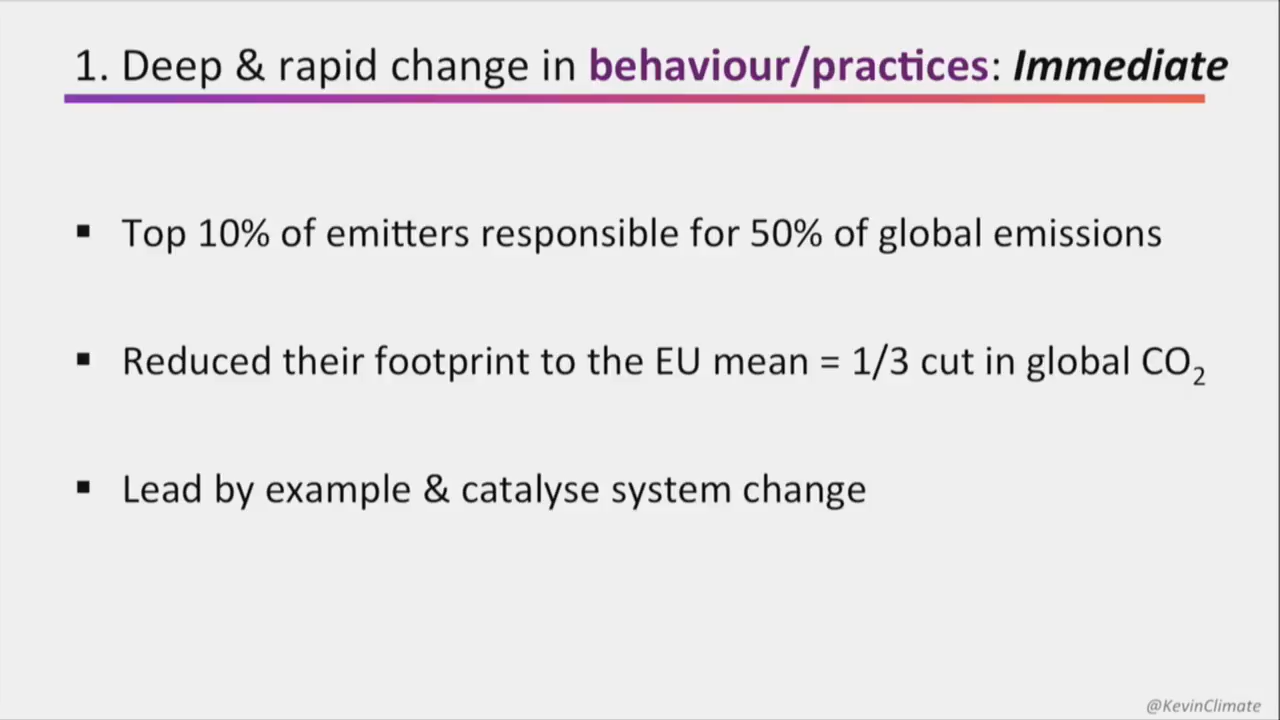 1. Deep & rapid change in behaviour/practices: Immediate
▪ Top 10% of emitters responsible for 50% of global emissions
▪ Reduced their footprint to the EU mean = 1/3 cut in global CO₂
▪ Lead by example & catalyse system change
@KevinClimate